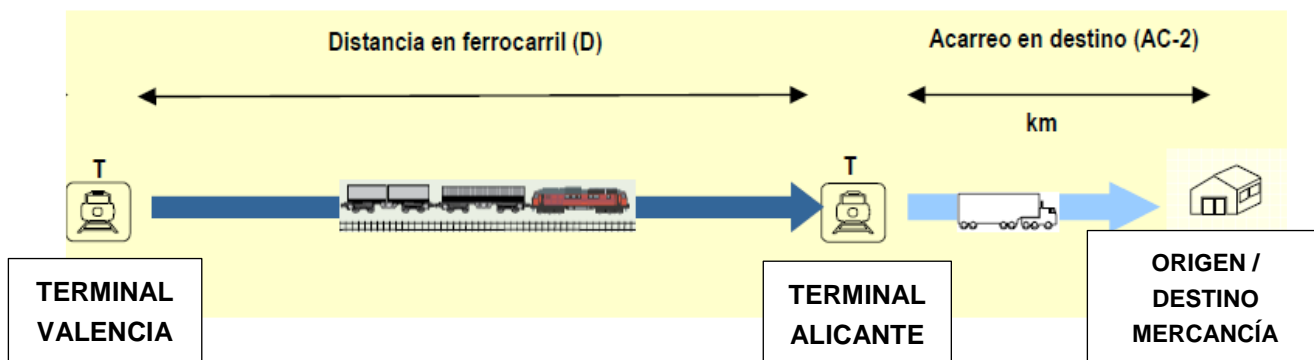 Distancia en ferrocarril (D)
Acarreo en destino (AC-2)
km
T
T
TERMINAL
VALENCIA
TERMINAL
ALICANTE
ORIGEN /
DESTINO
MERCANCÍA